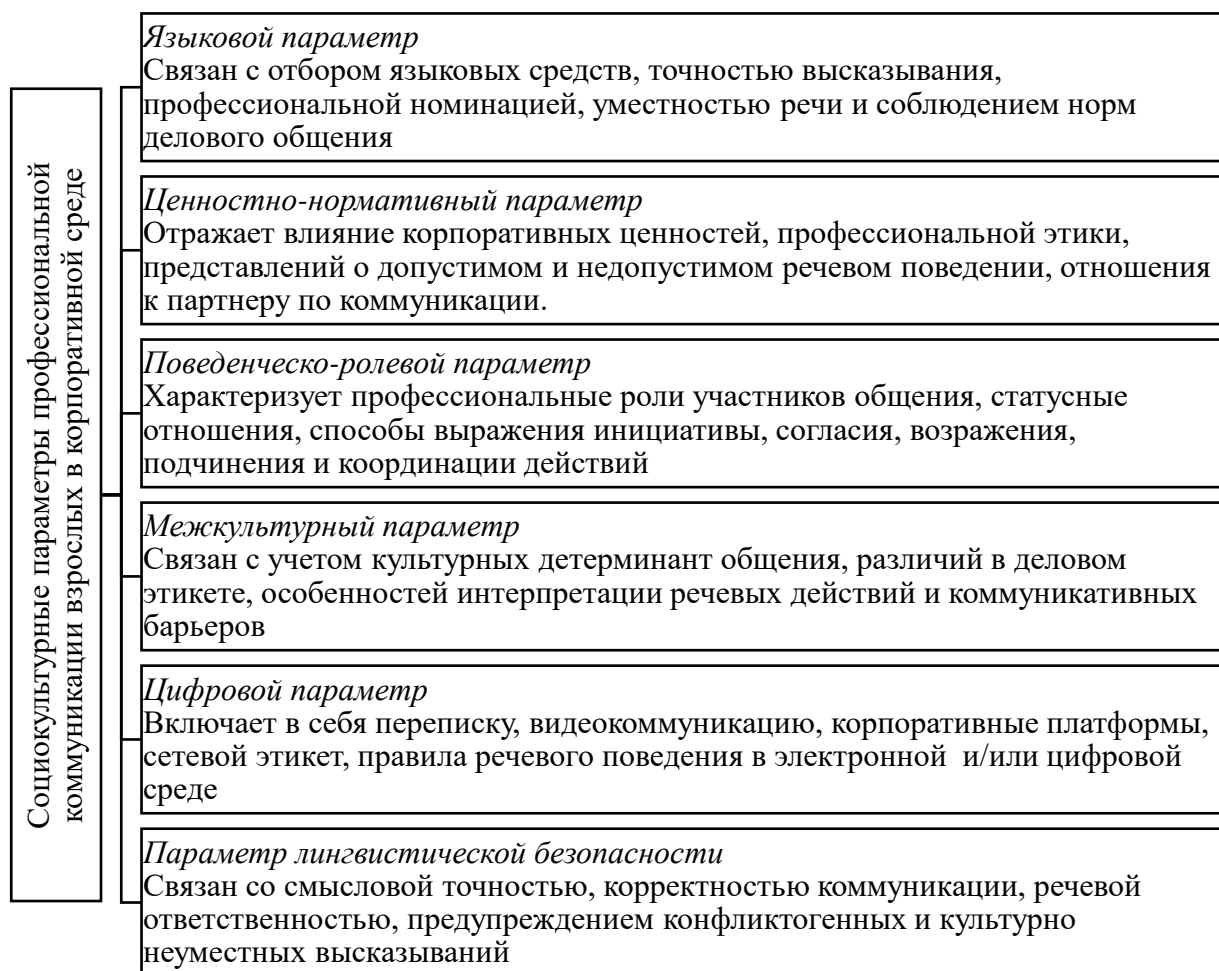 Социокультурные параметры профессиональной
коммуникации взрослых в корпоративной среде
Языковой параметр
Связан с отбором языковых средств, точностью высказывания,
профессиональной номинацией, уместностью речи и соблюдением норм
делового общения
Ценностно-нормативный параметр
Отражает влияние корпоративных ценностей, профессиональной этики,
представлений о допустимом и недопустимом речевом поведении, отношения
к партнеру по коммуникации.
Поведенческо-ролевой параметр
Характеризует профессиональные роли участников общения, статусные
отношения, способы выражения инициативы, согласия, возражения,
подчинения и координации действий
Межкультурный параметр
Связан с учетом культурных детерминант общения, различий в деловом
этикете, особенностей интерпретации речевых действий и коммуникативных
барьеров
Цифровой параметр
Включает в себя переписку, видеокоммуникацию, корпоративные платформы,
сетевой этикет, правила речевого поведения в электронной и/или цифровой
среде
Параметр лингвистической безопасности
Связан со смысловой точностью, корректностью коммуникации, речевой
ответственностью, предупреждением конфликтогенных и культурно
неуместных высказываний